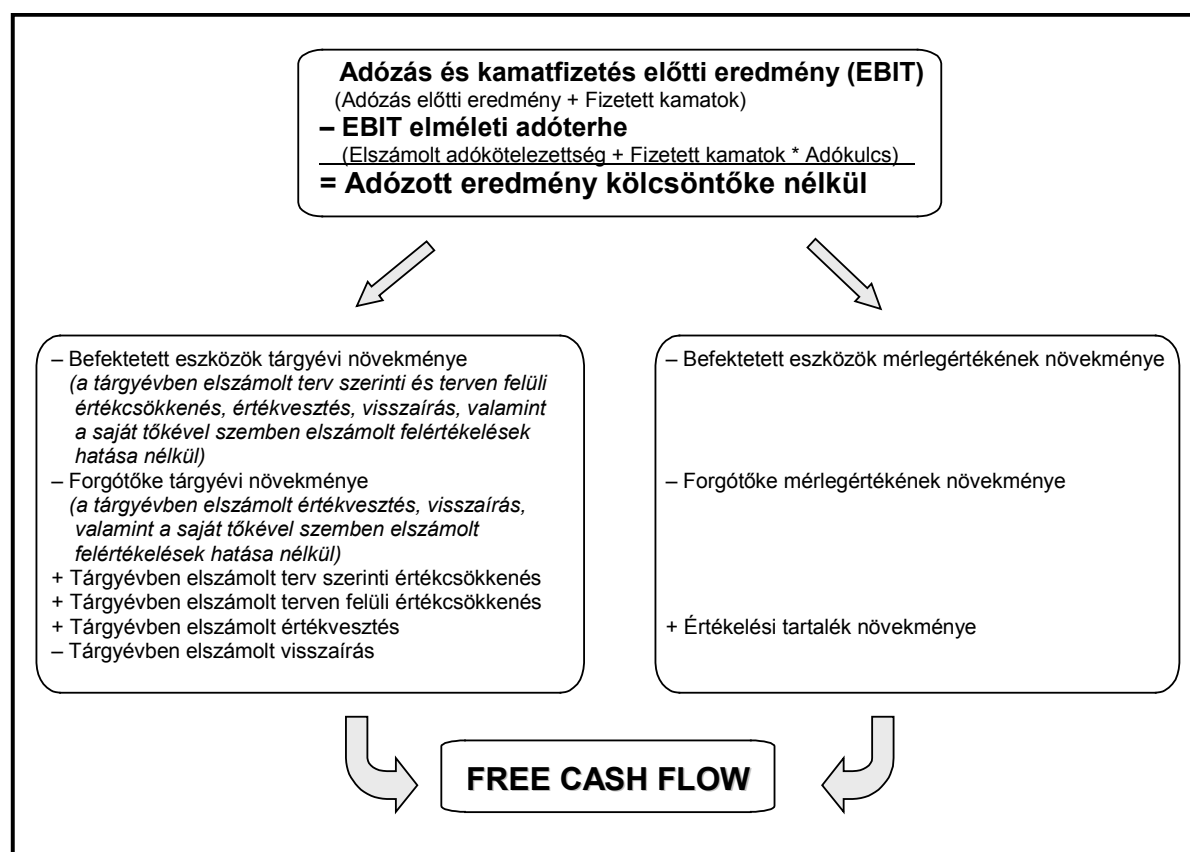 Adózás és kamatfizetés előtti eredmény (EBIT)
(Adózás előtti eredmény + Fizetett kamatok)
– EBIT elméleti adóterhe
(Elszámolt adókötelezettség + Fizetett kamatok * Adókulcs)
= Adózott eredmény kölcsöntőke nélkül
– Befektetett eszközök tárgyévi növekménye
(a tárgyévben elszámolt terv szerinti és terven felüli
értékcsökkenés, értékvesztés, visszaírás, valamint
a saját tőkével szemben elszámolt felértékelések
hatása nélkül)
– Forgótőke tárgyévi növekménye
(a tárgyévben elszámolt értékvesztés, visszaírás,
valamint a saját tőkével szemben elszámolt
felértékelések hatása nélkül)
+ Tárgyévben elszámolt terv szerinti értékcsökkenés
+ Tárgyévben elszámolt terven felüli értékcsökkenés
+ Tárgyévben elszámolt értékvesztés
– Tárgyévben elszámolt visszaírás
– Befektetett eszközök mérlegértékének növekménye
– Forgótőke mérlegértékének növekménye
+ Értékelési tartalék növekménye
FREE CASH FLOW